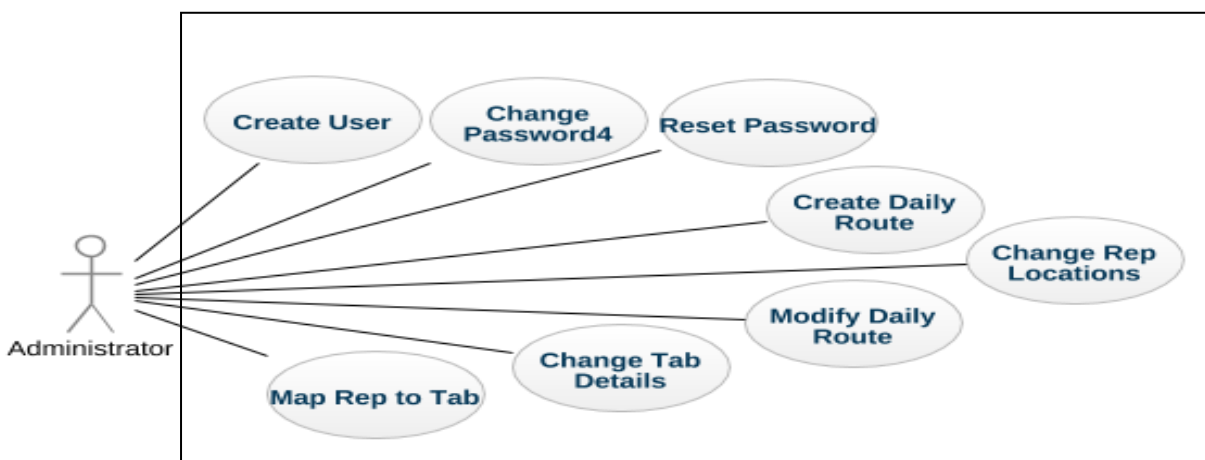 Create User
Change
Password4
Reset Password
Create Daily
Route
Change Rep
Locations
Modify Daily
Route
Change Tab
Details
Map Rep to Tab
Administrator